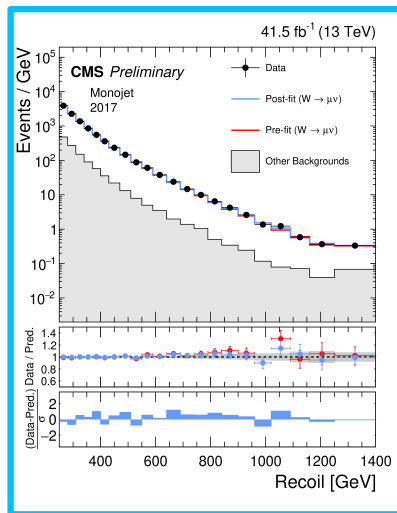 41.5 fb⁻¹ (13 TeV)
Events / GeV
10⁵
10⁴
10³
10²
10
1
10⁻¹
10⁻²
CMS Preliminary
Monojet
2017
Data
Post-fit (W → μν)
Pre-fit (W → μν)
Other Backgrounds
Data / Pred.
1.4
1.2
1.0
0.8
0.6
(Data-Pred.)
σ
2
0
−2
400 600 800 1000 1200 1400
Recoil [GeV]